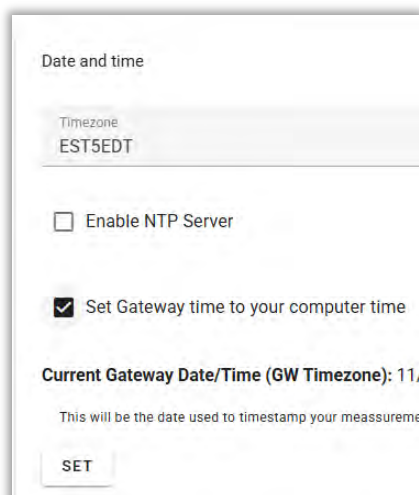 Date and time
Timezone
EST5EDT
Enable NTP Server
Set Gateway time to your computer time
Current Gateway Date/Time (GW Timezone): 11/
This will be the date used to timestamp your meassureme
SET